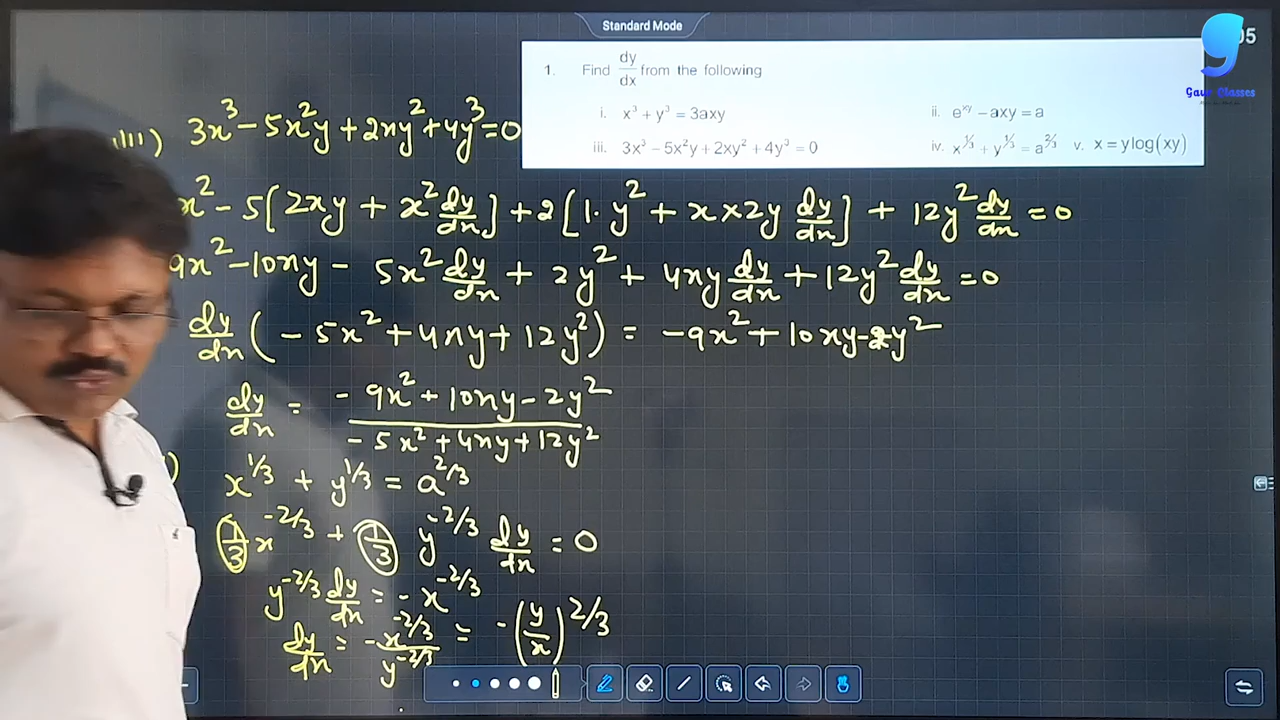 Standard Mode
05
Gaur Classes
1. Find dy/dx from the following
i. x³ + y³ = 3axy
ii. e^xy − axy = a
iii. 3x³ − 5x²y + 2xy² + 4y³ = 0
iv. x^1/3 + y^1/3 = a^2/3
v. x = y log(xy)
iii) 3x³ − 5x²y + 2xy² + 4y³ = 0
x² − 5[2xy + x² dy/dx] + 2[1. y² + x × 2y dy/dx] + 12y² dy/dx = 0
9x² − 10xy − 5x² dy/dx + 2y² + 4xy dy/dx + 12y² dy/dx = 0
dy/dx (− 5x² + 4xy + 12y²) = −9x² + 10xy − 2y²
dy/dx = − 9x² + 10xy − 2y² / − 5x² + 4xy + 12y²
) x^1/3 + y^1/3 = a^2/3
1/3 x^−2/3 + 1/3 y^−2/3 dy/dx = 0
y^−2/3 dy/dx = − x^−2/3
dy/dx = − x^−2/3 / y^−2/3 = − (y/x)^2/3